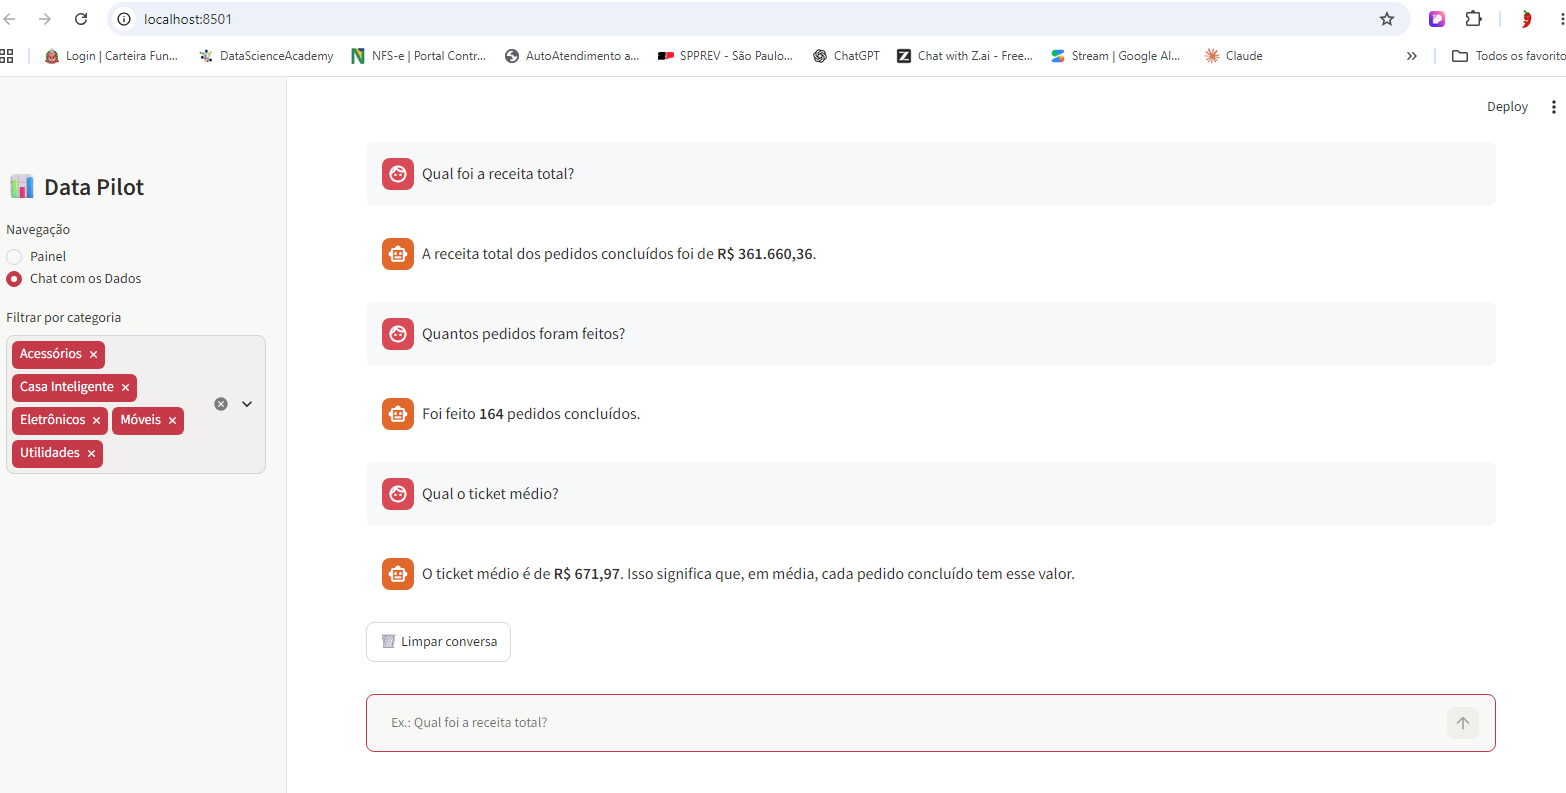 localhost:8501
Login | Carteira Fun...
DataScienceAcademy
NFS-e | Portal Contr...
AutoAtendimento a...
SPPREV - São Paulo...
ChatGPT
Chat with Z.ai - Free...
Stream | Google AI...
Claude
Todos os favorito
Deploy
Data Pilot
Navegação
Painel
Chat com os Dados
Filtrar por categoria
Acessórios
Casa Inteligente
Eletrônicos
Móveis
Utilidades
Qual foi a receita total?
A receita total dos pedidos concluídos foi de R$ 361.660,36.
Quantos pedidos foram feitos?
Foi feito 164 pedidos concluídos.
Qual o ticket médio?
O ticket médio é de R$ 671,97. Isso significa que, em média, cada pedido concluído tem esse valor.
Limpar conversa
Ex.: Qual foi a receita total?